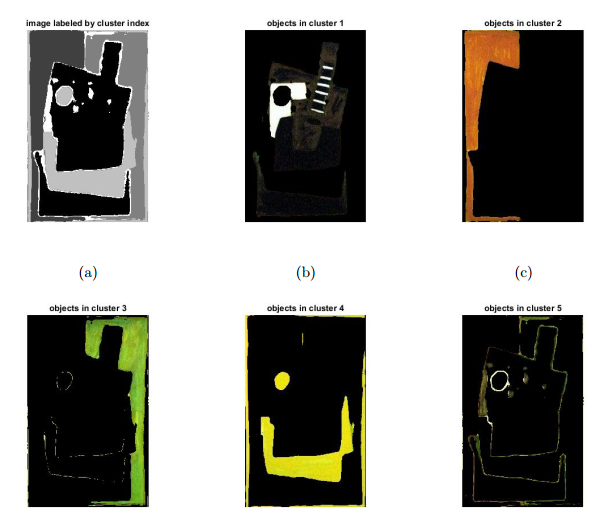 image labeled by cluster index
objects in cluster 1
objects in cluster 2
(a)
(b)
(c)
objects in cluster 3
objects in cluster 4
objects in cluster 5